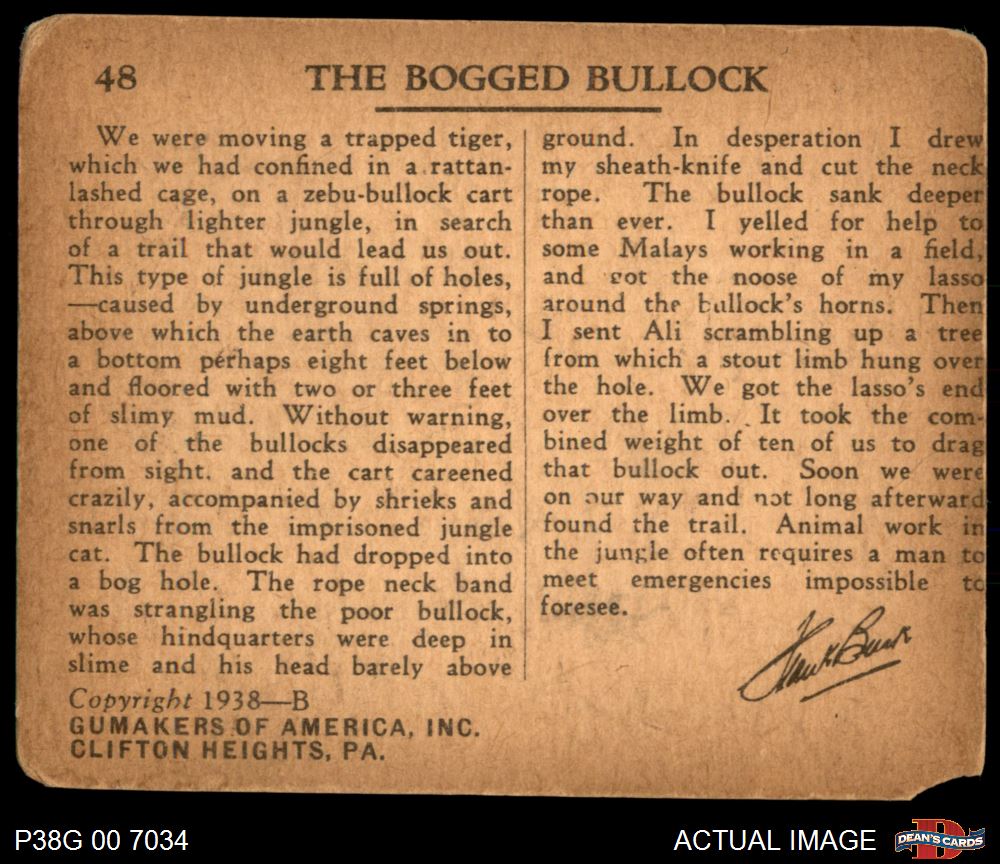 48 THE BOGGED BULLOCK
We were moving a trapped tiger,
which we had confined in a rattan-
lashed cage, on a zebu-bullock cart
through lighter jungle, in search
of a trail that would lead us out.
This type of jungle is full of holes,
—caused by underground springs,
above which the earth caves in to
a bottom perhaps eight feet below
and floored with two or three feet
of slimy mud. Without warning,
one of the bullocks disappeared
from sight. and the cart careened
crazily, accompanied by shrieks and
snarls from the imprisoned jungle
cat. The bullock had dropped into
a bog hole. The rope neck band
was strangling the poor bullock,
whose hindquarters were deep in
slime and his head barely above
ground. In desperation I drew
my sheath-knife and cut the neck
rope. The bullock sank deeper
than ever. I yelled for help to
some Malays working in a field,
and got the noose of my lasso
around the bullock's horns. Then
I sent Ali scrambling up a tree
from which a stout limb hung over
the hole. We got the lasso's end
over the limb. It took the com-
bined weight of ten of us to drag
that bullock out. Soon we were
on our way and not long afterward
found the trail. Animal work in
the jungle often requires a man to
meet emergencies impossible to
foresee.
Frank Buck
Copyright 1938—B
GUMAKERS OF AMERICA, INC.
CLIFTON HEIGHTS, PA.
P38G 00 7034
ACTUAL IMAGE
DEAN'S CARDS